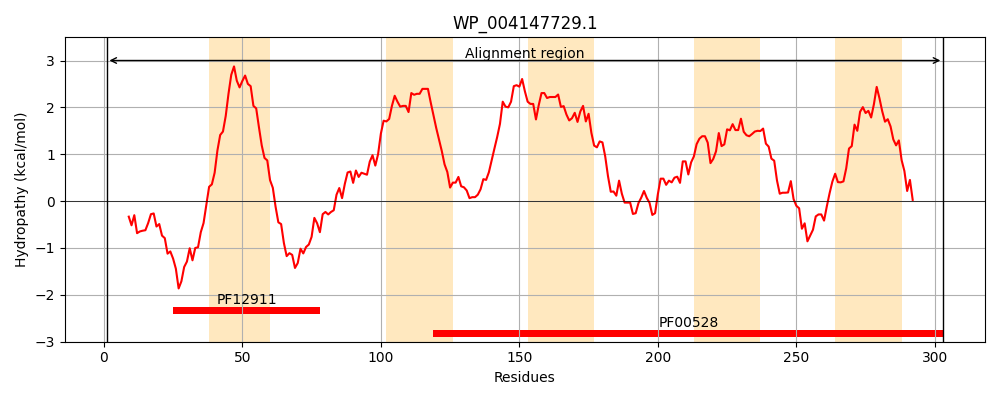 WP_004147729.1
Alignment region
3
2
1
0
−1
−2
−3
Hydropathy (kcal/mol)
PF12911
PF00528
0
50
100
150
200
250
300
Residues